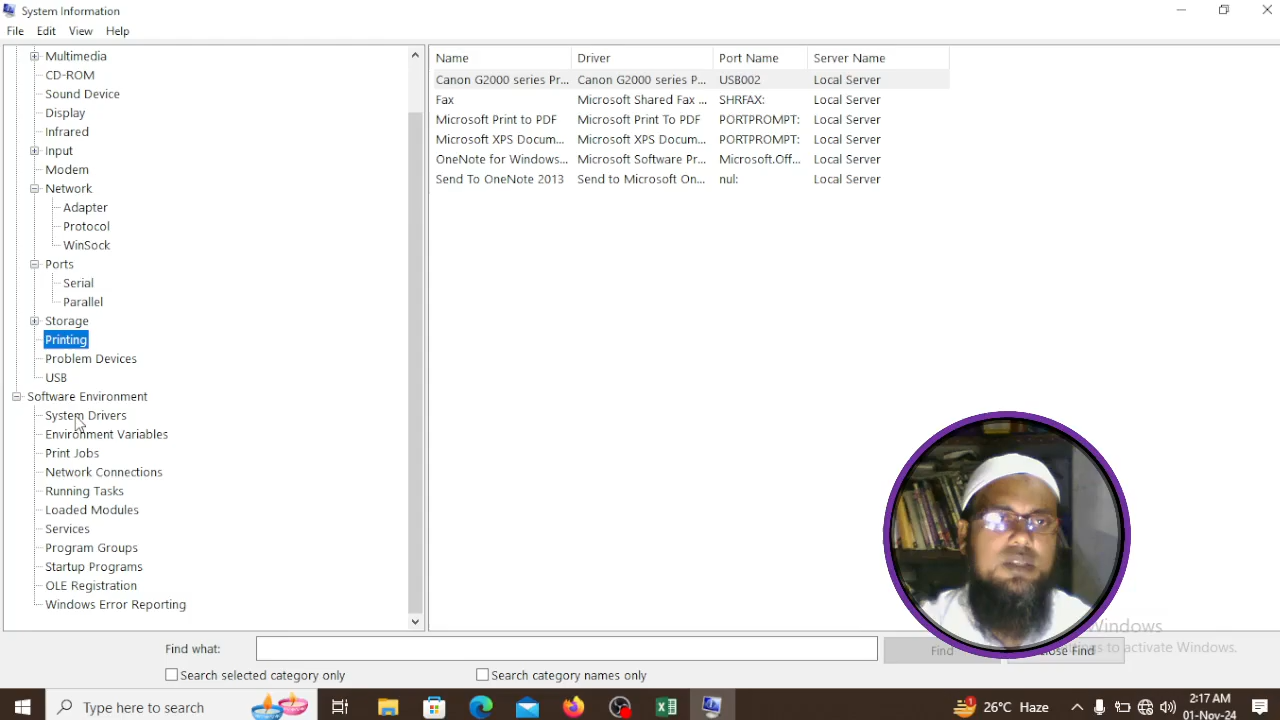 System Information
File Edit View Help
Multimedia
CD-ROM
Sound Device
Display
Infrared
Input
Modem
Network
Adapter
Protocol
WinSock
Ports
Serial
Parallel
Storage
Printing
Problem Devices
USB
Software Environment
System Drivers
Environment Variables
Print Jobs
Network Connections
Running Tasks
Loaded Modules
Services
Program Groups
Startup Programs
OLE Registration
Windows Error Reporting
Name Driver Port Name Server Name
Canon G2000 series Pr... Canon G2000 series P... USB002 Local Server
Fax Microsoft Shared Fax ... SHRFAX: Local Server
Microsoft Print to PDF Microsoft Print To PDF PORTPROMPT: Local Server
Microsoft XPS Docum... Microsoft XPS Docum... PORTPROMPT: Local Server
OneNote for Windows... Microsoft Software Pr... Microsoft.Off... Local Server
Send To OneNote 2013 Send to Microsoft On... nul: Local Server
Windows
to activate Windows.
Find what: Find Close Find
Search selected category only Search category names only
Type here to search 26°C Haze 2:17 AM
01-Nov-24